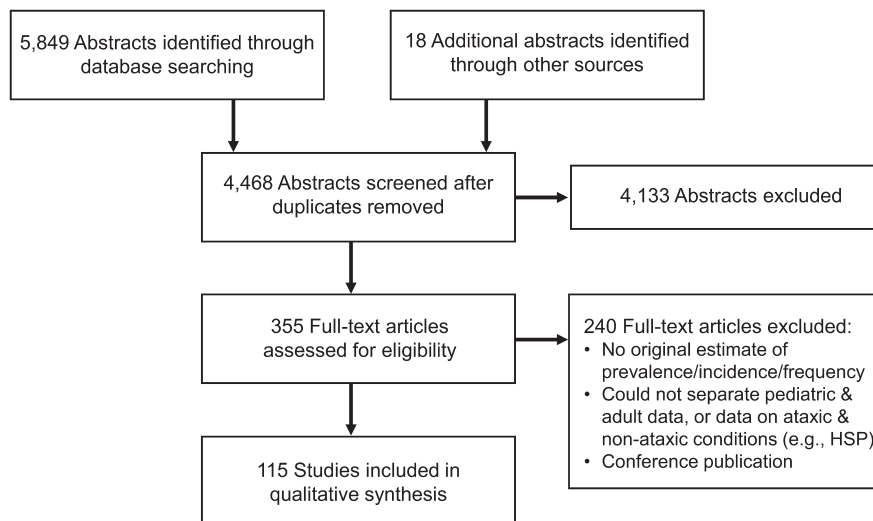 5,849 Abstracts identified through
database searching
18 Additional abstracts identified
through other sources
4,468 Abstracts screened after
duplicates removed
4,133 Abstracts excluded
355 Full-text articles
assessed for eligibility
240 Full-text articles excluded:
• No original estimate of
prevalence/incidence/frequency
• Could not separate pediatric &
adult data, or data on ataxic &
non-ataxic conditions (e.g., HSP)
• Conference publication
115 Studies included in
qualitative synthesis